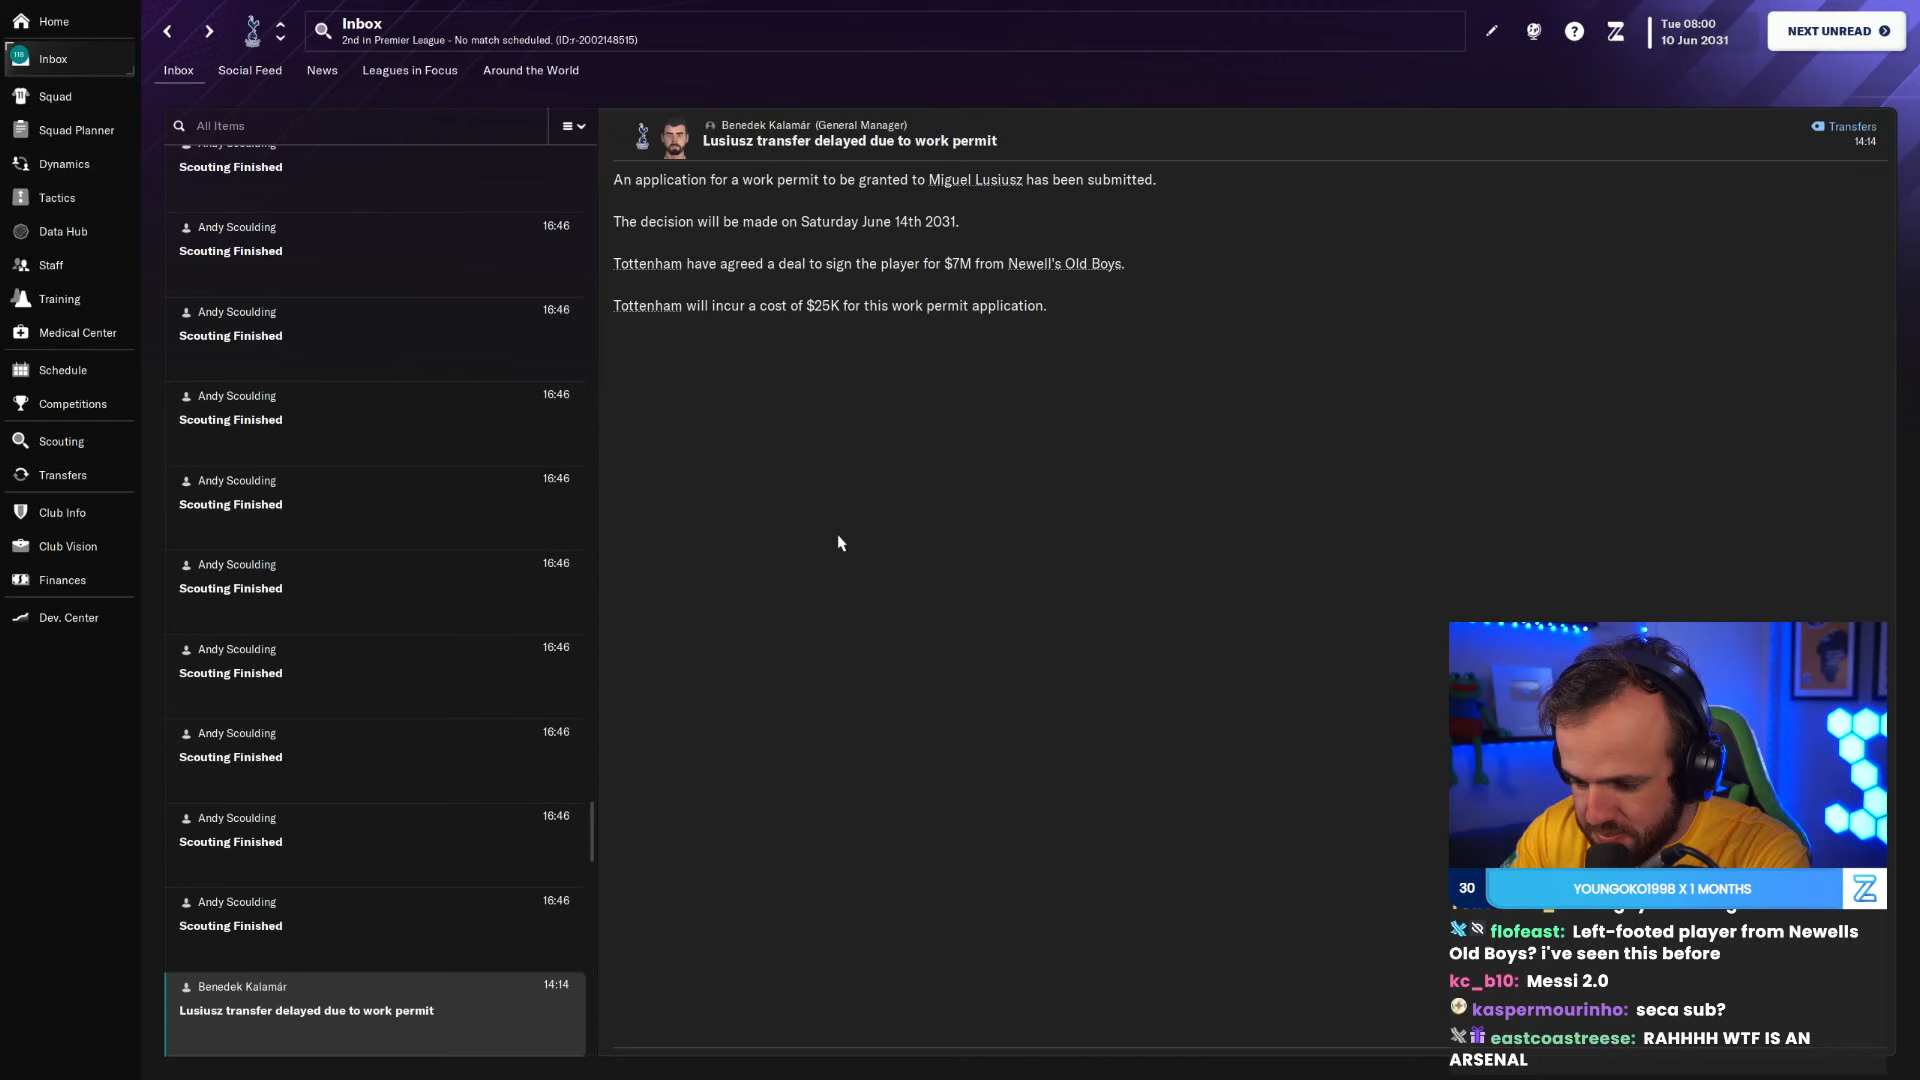 Home
118
Inbox
Squad
Squad Planner
Dynamics
Tactics
Data Hub
Staff
Training
Medical Center
Schedule
Competitions
Scouting
Transfers
Club Info
Club Vision
Finances
Dev. Center
Inbox
2nd in Premier League - No match scheduled. (ID:r-2002148515)
Tue 08:00
10 Jun 2031
NEXT UNREAD
Inbox
Social Feed
News
Leagues in Focus
Around the World
All Items
Andy Scoulding
Scouting Finished
Andy Scoulding 16:46
Scouting Finished
Andy Scoulding 16:46
Scouting Finished
Andy Scoulding 16:46
Scouting Finished
Andy Scoulding 16:46
Scouting Finished
Andy Scoulding 16:46
Scouting Finished
Andy Scoulding 16:46
Scouting Finished
Andy Scoulding 16:46
Scouting Finished
Andy Scoulding 16:46
Scouting Finished
Andy Scoulding 16:46
Scouting Finished
Benedek Kalamár 14:14
Lusiusz transfer delayed due to work permit
Benedek Kalamár (General Manager)
Lusiusz transfer delayed due to work permit
Transfers
14:14
An application for a work permit to be granted to Miguel Lusiusz has been submitted.
The decision will be made on Saturday June 14th 2031.
Tottenham have agreed a deal to sign the player for $7M from Newell's Old Boys.
Tottenham will incur a cost of $25K for this work permit application.
30 YOUNGOKO1998 X 1 MONTHS
flofeast: Left-footed player from Newells
Old Boys? i've seen this before
kc_b10: Messi 2.0
kaspermourinho: seca sub?
eastcoastreese: RAHHHH WTF IS AN
ARSENAL